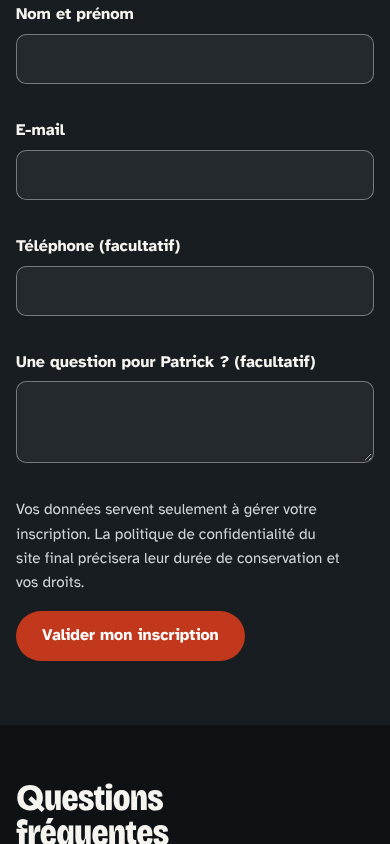 Nom et prénom
E-mail
Téléphone (facultatif)
Une question pour Patrick ? (facultatif)
Vos données servent seulement à gérer votre
inscription. La politique de confidentialité du
site final précisera leur durée de conservation et
vos droits.
Valider mon inscription
Questions
fréquentes